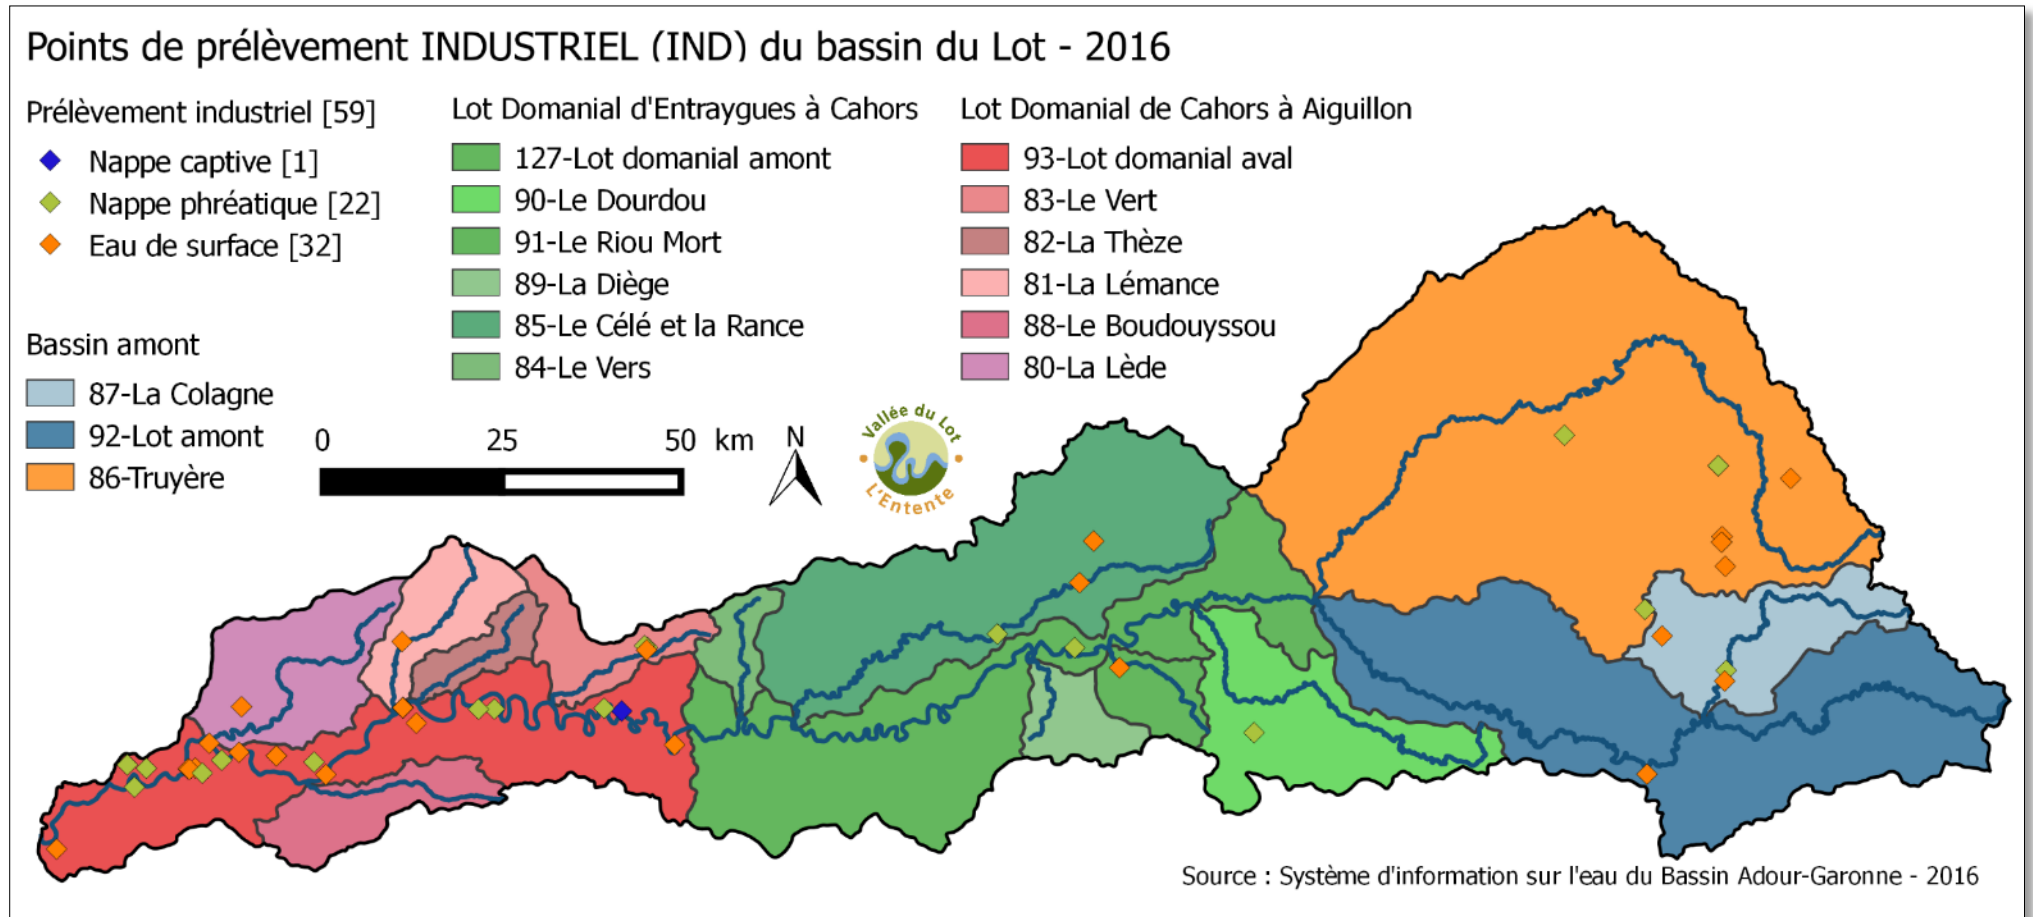 Points de prélèvement INDUSTRIEL (IND) du bassin du Lot - 2016
Prélèvement industriel [59]
Nappe captive [1]
Nappe phréatique [22]
Eau de surface [32]
Bassin amont
87-La Colagne
92-Lot amont
86-Truyère
Lot Domanial d'Entraygues à Cahors
127-Lot domanial amont
90-Le Dourdou
91-Le Riou Mort
89-La Diège
85-Le Célé et la Rance
84-Le Vers
Lot Domanial de Cahors à Aiguillon
93-Lot domanial aval
83-Le Vert
82-La Thèze
81-La Lémance
88-Le Boudouyssou
80-La Lède
0 25 50 km
N
Vallée du Lot
L'Entente
Source : Système d'information sur l'eau du Bassin Adour-Garonne - 2016